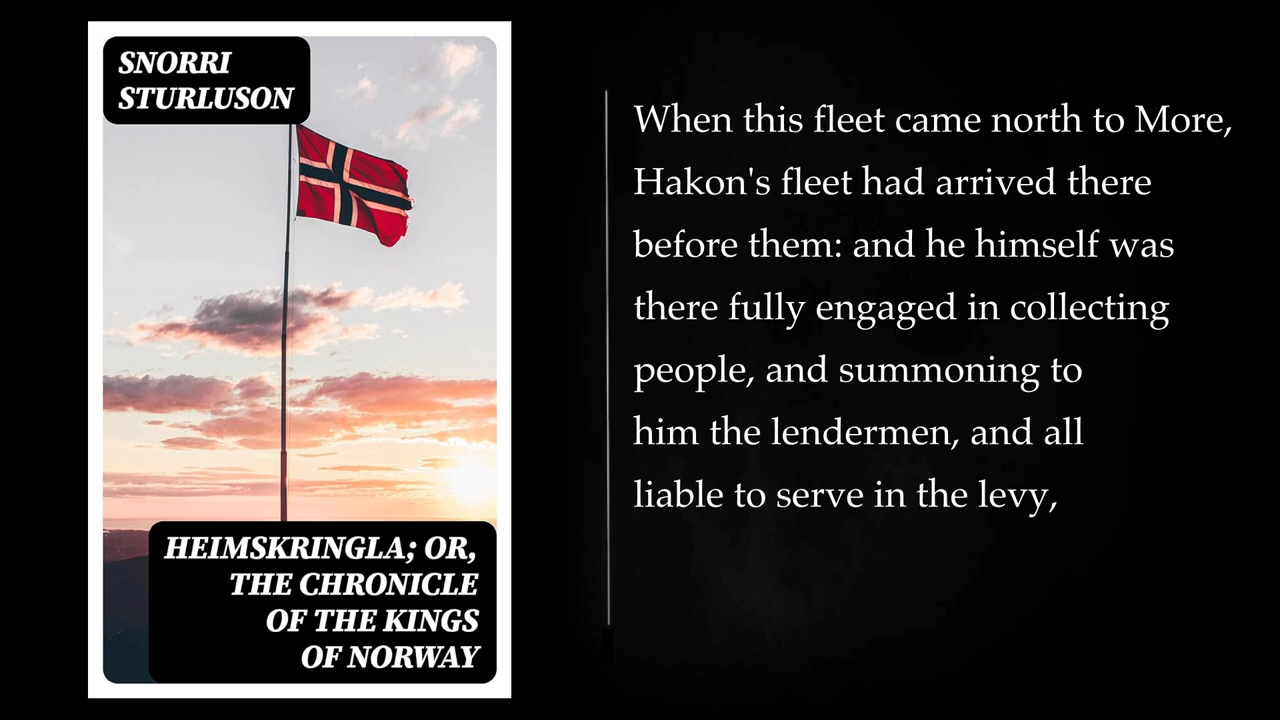 SNORRI
STURLUSON
HEIMSKRINGLA; OR,
THE CHRONICLE
OF THE KINGS
OF NORWAY
When this fleet came north to More,
Hakon's fleet had arrived there
before them: and he himself was
there fully engaged in collecting
people, and summoning to
him the lendermen, and all
liable to serve in the levy,